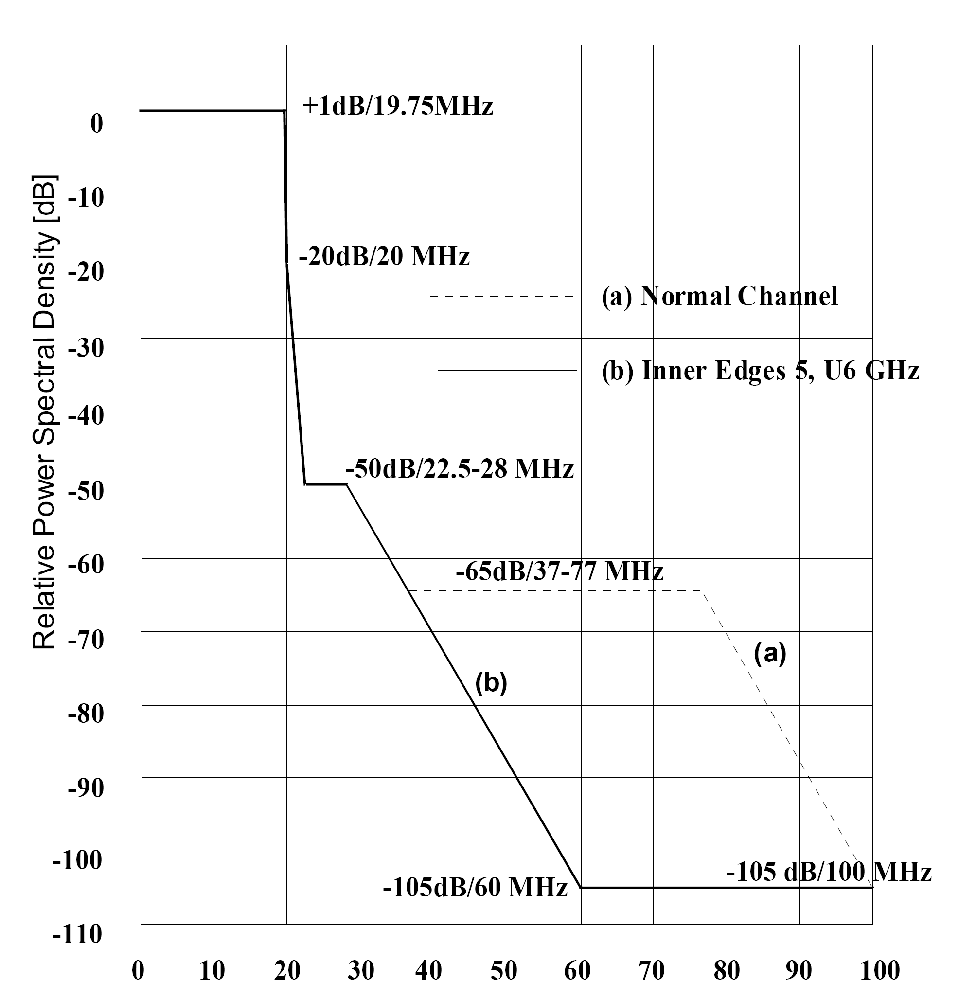 +1dB/19.75MHz
0
Relative Power Spectral Density [dB]
-10
-20dB/20 MHz
-20
(a) Normal Channel
-30
(b) Inner Edges 5, U6 GHz
-40
-50dB/22.5-28 MHz
-50
-60
-65dB/37-77 MHz
-70
(a)
(b)
-80
-90
-100
-105 dB/100 MHz
-105dB/60 MHz
-110
0 10 20 30 40 50 60 70 80 90 100